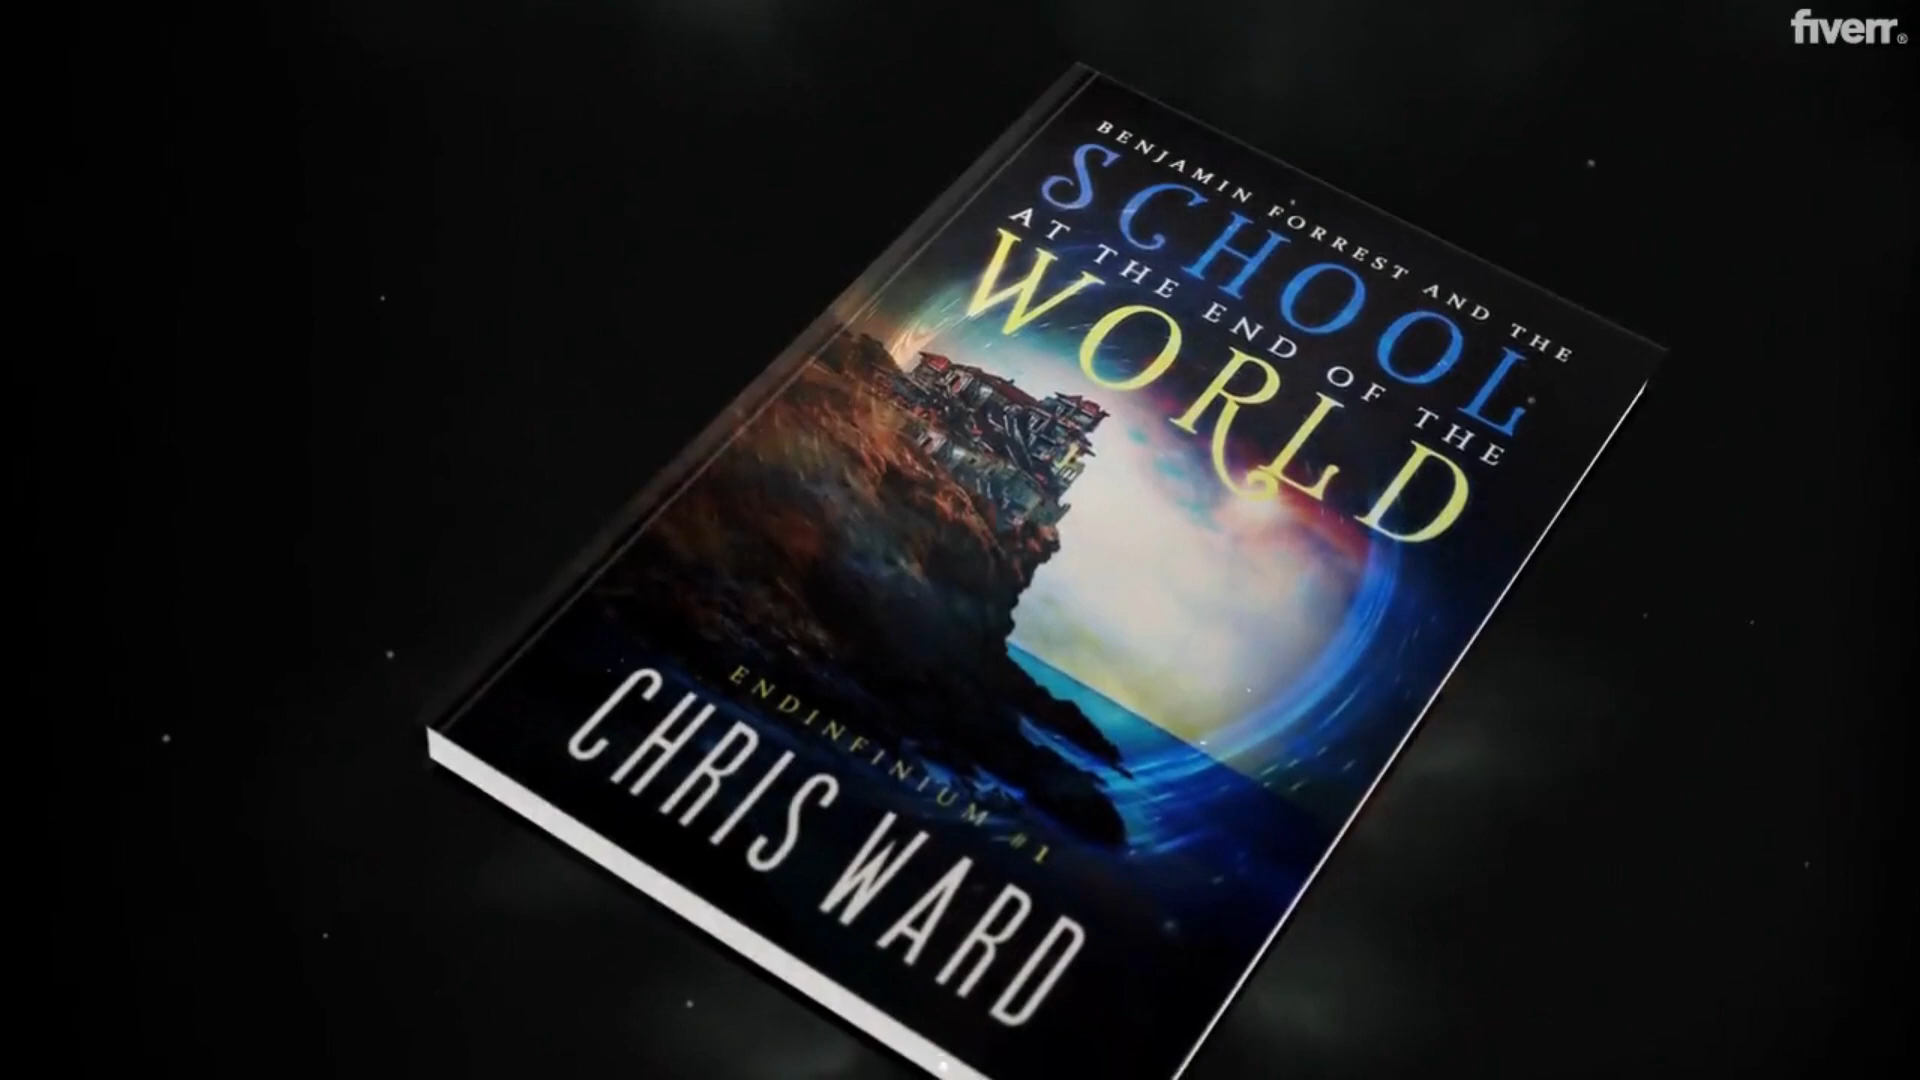 fiverr®
BENJAMIN FORREST AND THE
SCHOOL
AT THE END OF THE
WORLD
ENDINFINIUM #1
CHRIS WARD